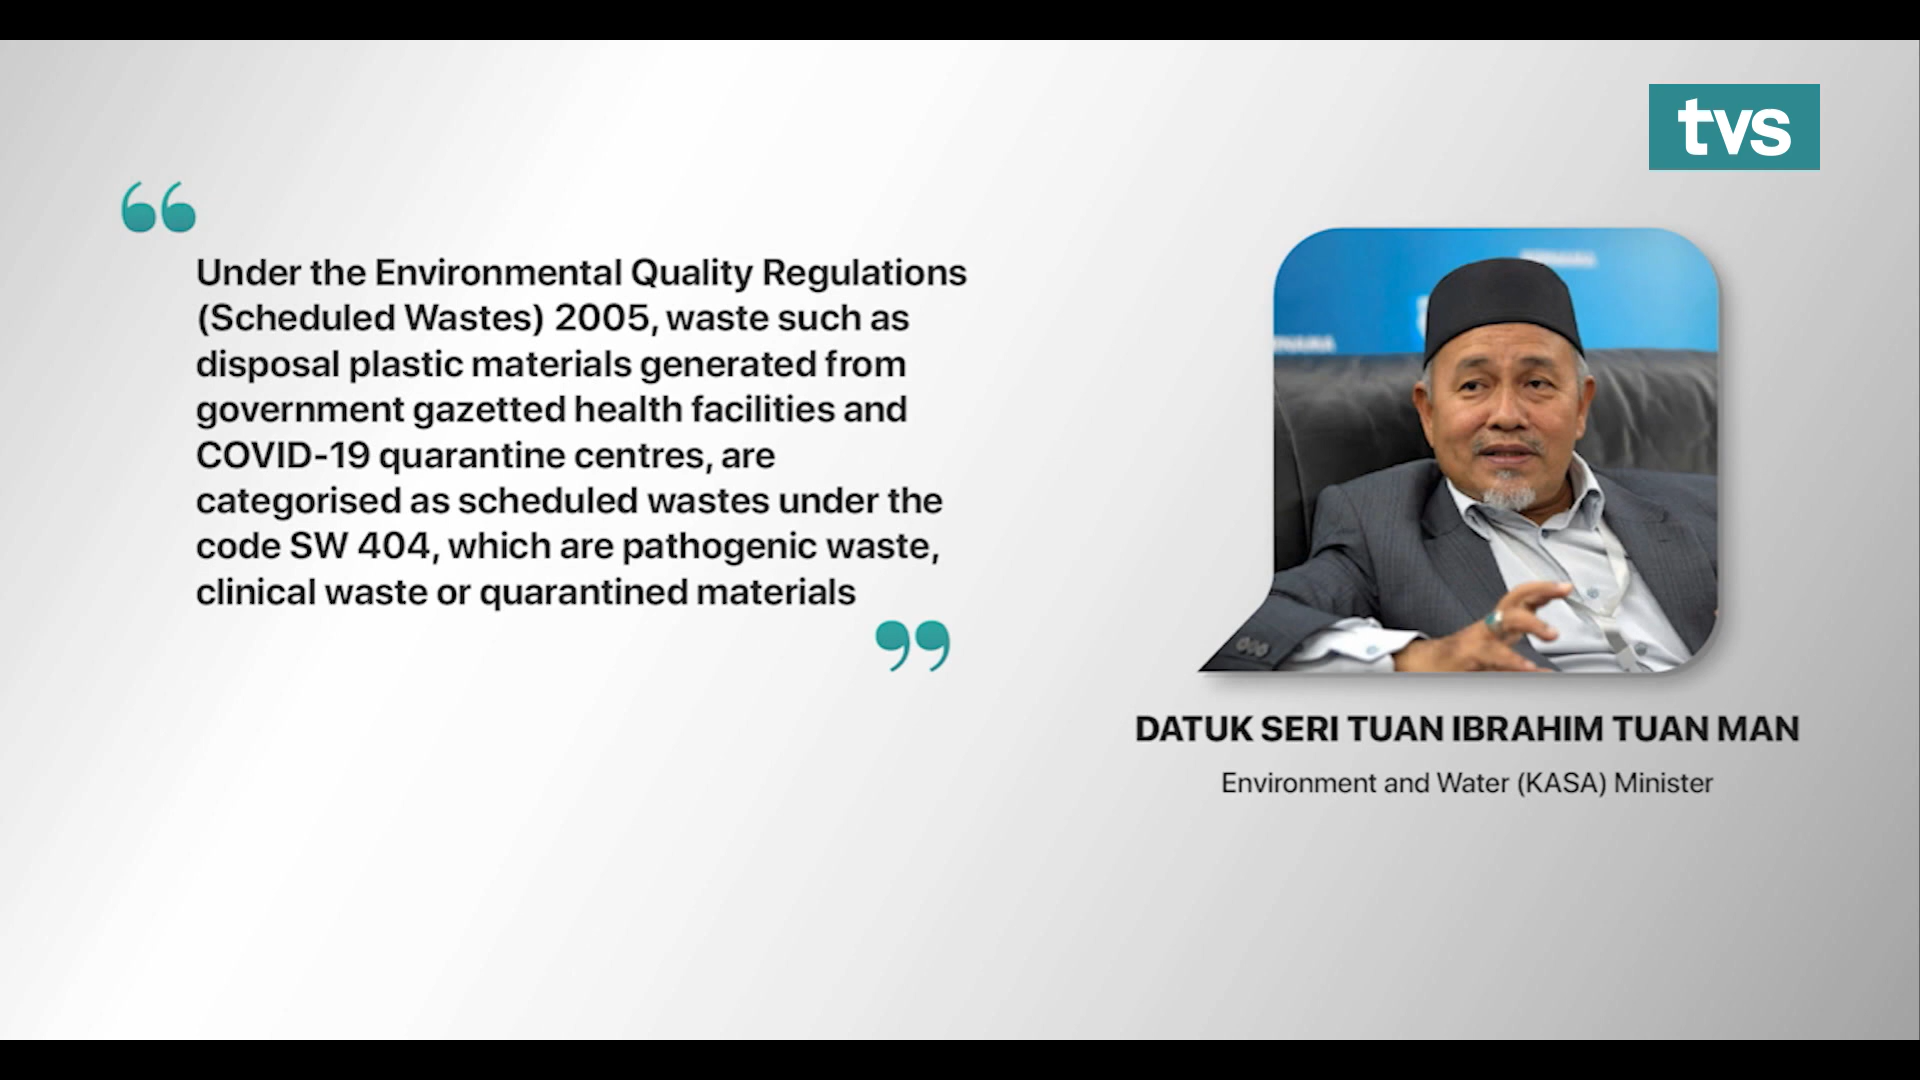 tvs
“
Under the Environmental Quality Regulations
(Scheduled Wastes) 2005, waste such as
disposal plastic materials generated from
government gazetted health facilities and
COVID-19 quarantine centres, are
categorised as scheduled wastes under the
code SW 404, which are pathogenic waste,
clinical waste or quarantined materials
”
DATUK SERI TUAN IBRAHIM TUAN MAN
Environment and Water (KASA) Minister